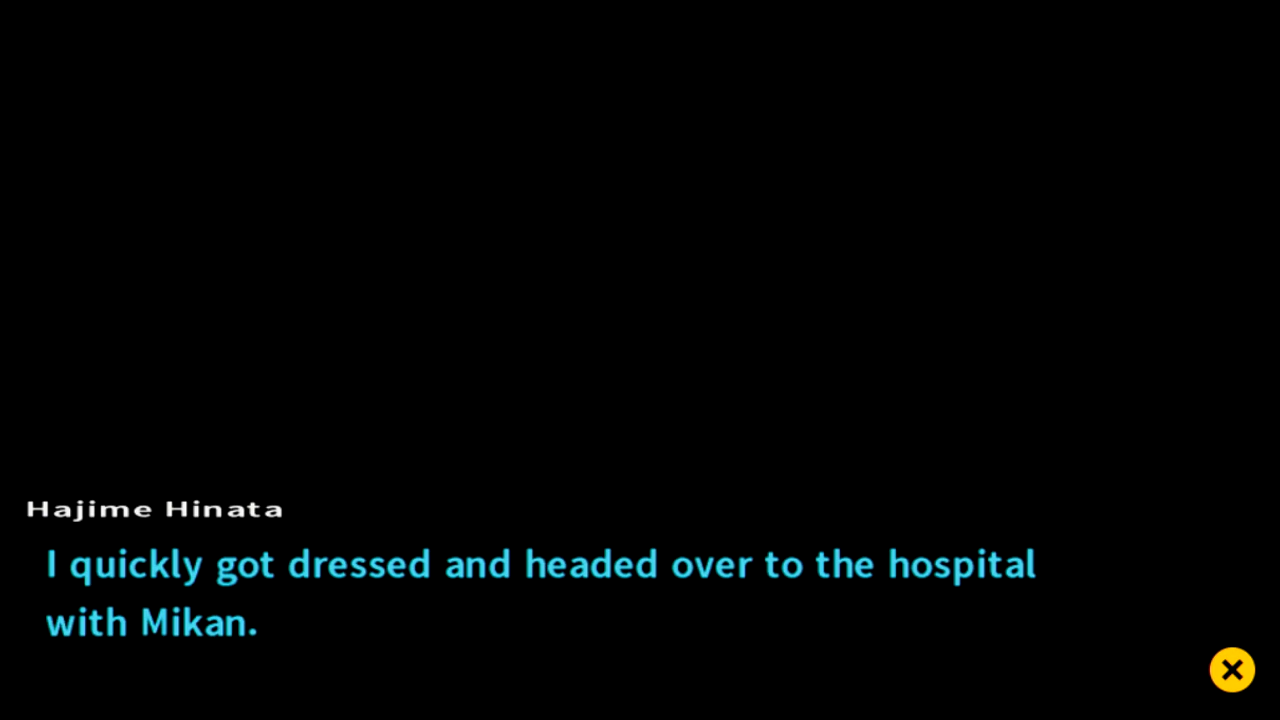 Hajime Hinata
I quickly got dressed and headed over to the hospital
with Mikan.